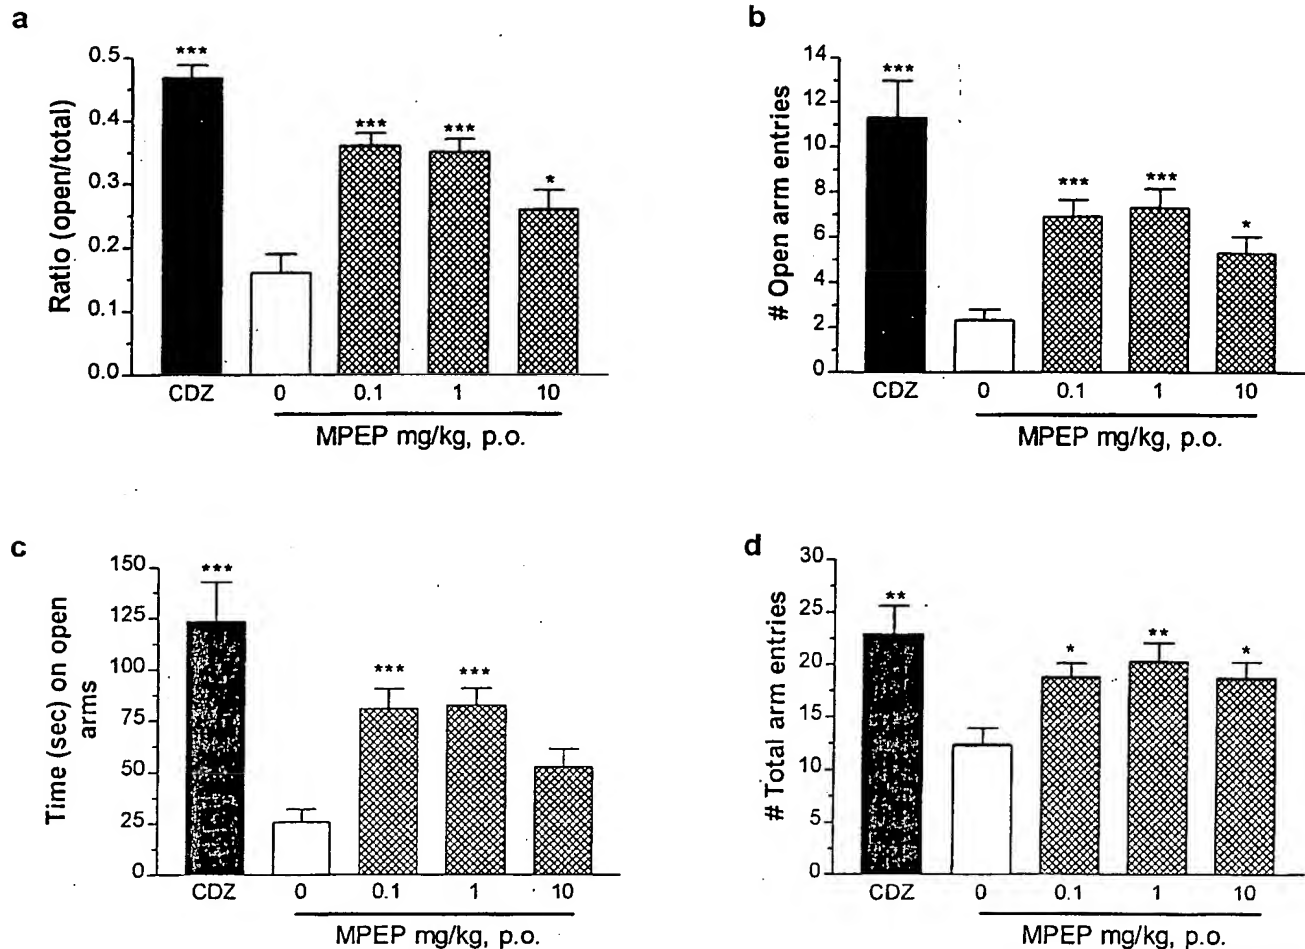 a
Ratio (open/total)
0.5
0.4
0.3
0.2
0.1
0.0
***
***
***
*
CDZ 0 0.1 1 10
MPEP mg/kg, p.o.
b
# Open arm entries
14
12
10
8
6
4
2
0
***
***
***
*
CDZ 0 0.1 1 10
MPEP mg/kg, p.o.
c
Time (sec) on open
arms
150
125
100
75
50
25
0
***
***
***
CDZ 0 0.1 1 10
MPEP mg/kg, p.o.
d
# Total arm entries
30
25
20
15
10
5
0
**
*
**
*
CDZ 0 0.1 1 10
MPEP mg/kg, p.o.